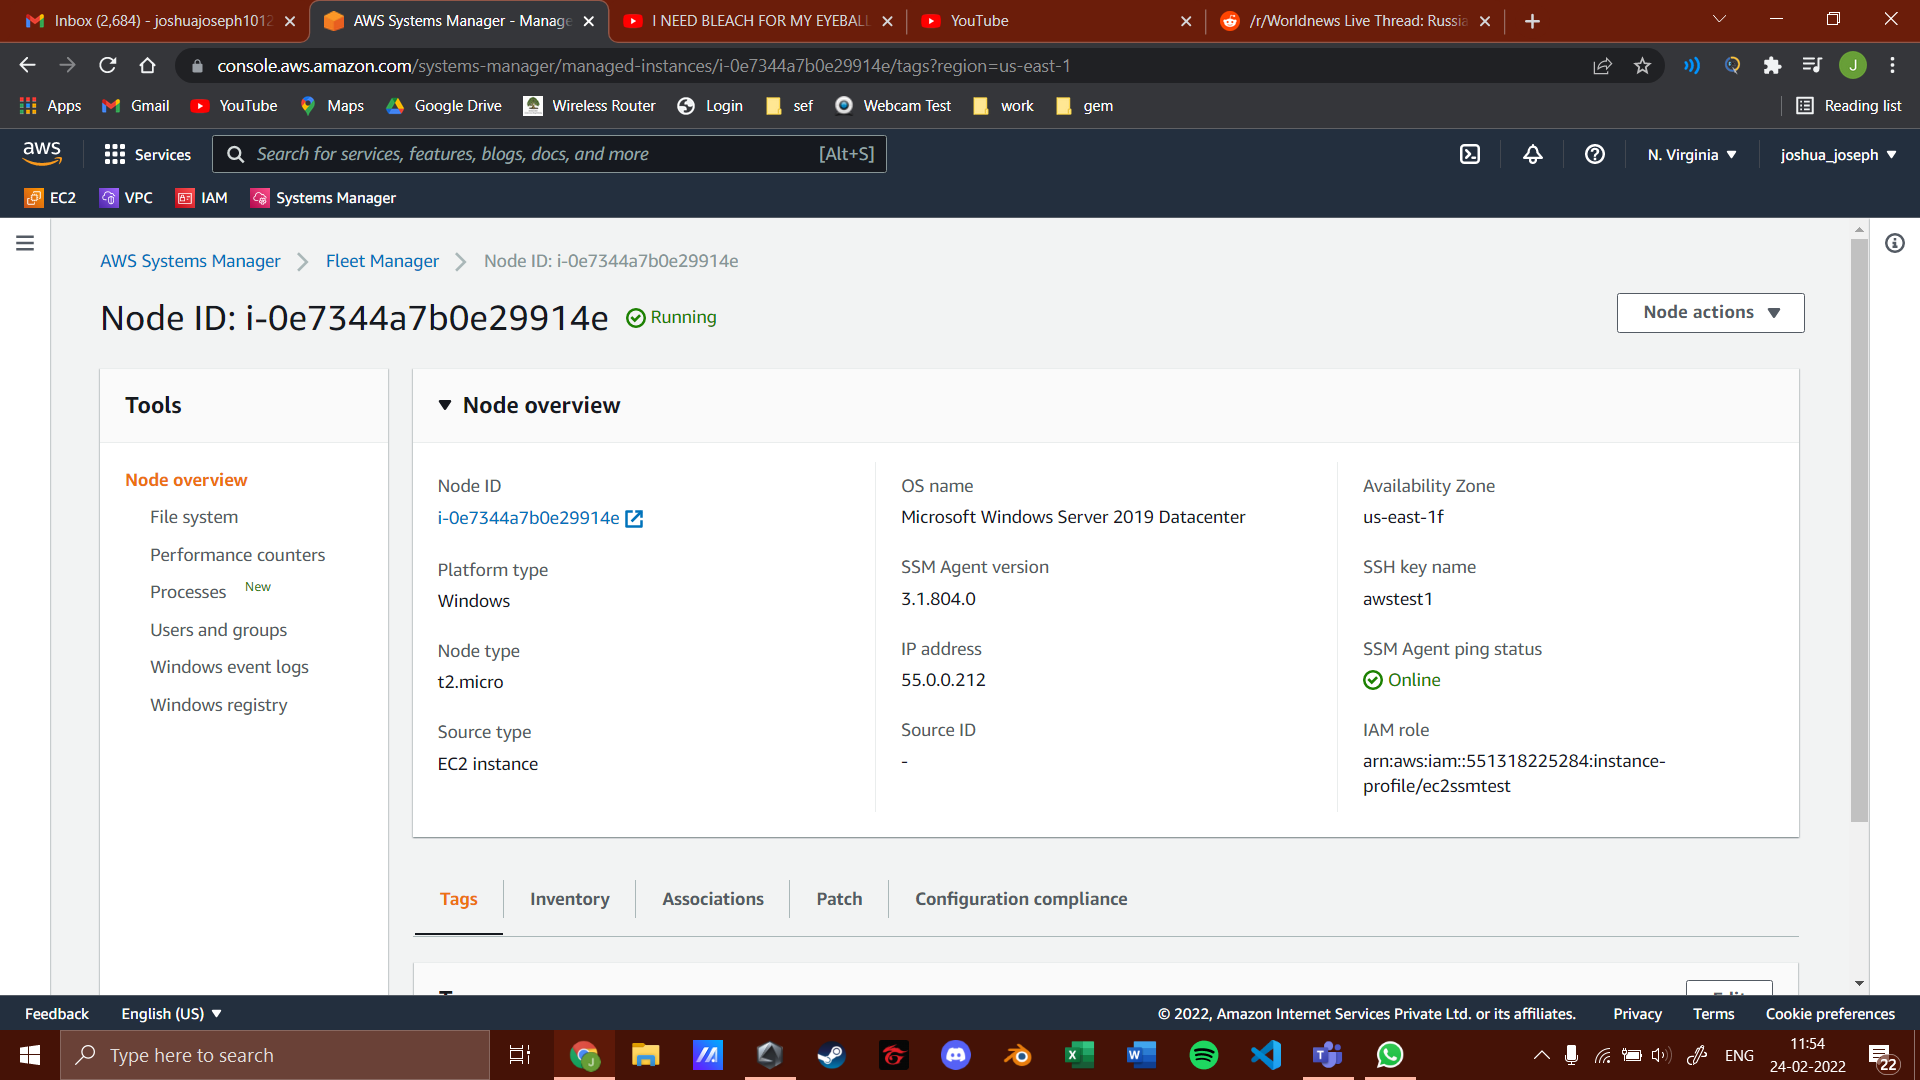 Inbox (2,684) - joshuajoseph1012
AWS Systems Manager - Manage
I NEED BLEACH FOR MY EYEBALL
YouTube
/r/Worldnews Live Thread: Russia
console.aws.amazon.com/systems-manager/managed-instances/i-0e7344a7b0e29914e/tags?region=us-east-1
J
Apps
Gmail
YouTube
Maps
Google Drive
Wireless Router
Login
sef
Webcam Test
work
gem
Reading list
aws
Services
Search for services, features, blogs, docs, and more
[Alt+S]
N. Virginia
joshua_joseph
EC2
VPC
IAM
Systems Manager
AWS Systems Manager
Fleet Manager
Node ID: i-0e7344a7b0e29914e
Node ID: i-0e7344a7b0e29914e
Running
Node actions
Tools
Node overview
File system
Performance counters
Processes New
Users and groups
Windows event logs
Windows registry
Node overview
Node ID
i-0e7344a7b0e29914e
Platform type
Windows
Node type
t2.micro
Source type
EC2 instance
OS name
Microsoft Windows Server 2019 Datacenter
SSM Agent version
3.1.804.0
IP address
55.0.0.212
Source ID
-
Availability Zone
us-east-1f
SSH key name
awstest1
SSM Agent ping status
Online
IAM role
arn:aws:iam::551318225284:instance-
profile/ec2ssmtest
Tags
Inventory
Associations
Patch
Configuration compliance
Feedback
English (US)
© 2022, Amazon Internet Services Private Ltd. or its affiliates.
Privacy
Terms
Cookie preferences
Type here to search
ENG
11:54
24-02-2022
22